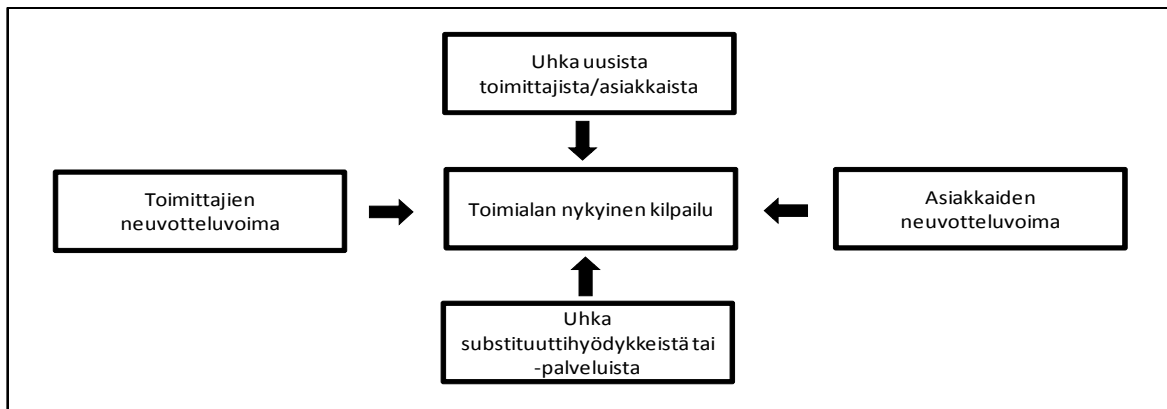 Uhka uusista
toimittajista/asiakkaista
Toimittajien
neuvotteluvoima
Toimialan nykyinen kilpailu
Asiakkaiden
neuvotteluvoima
Uhka
substituuttihyödykkeistä tai
-palveluista